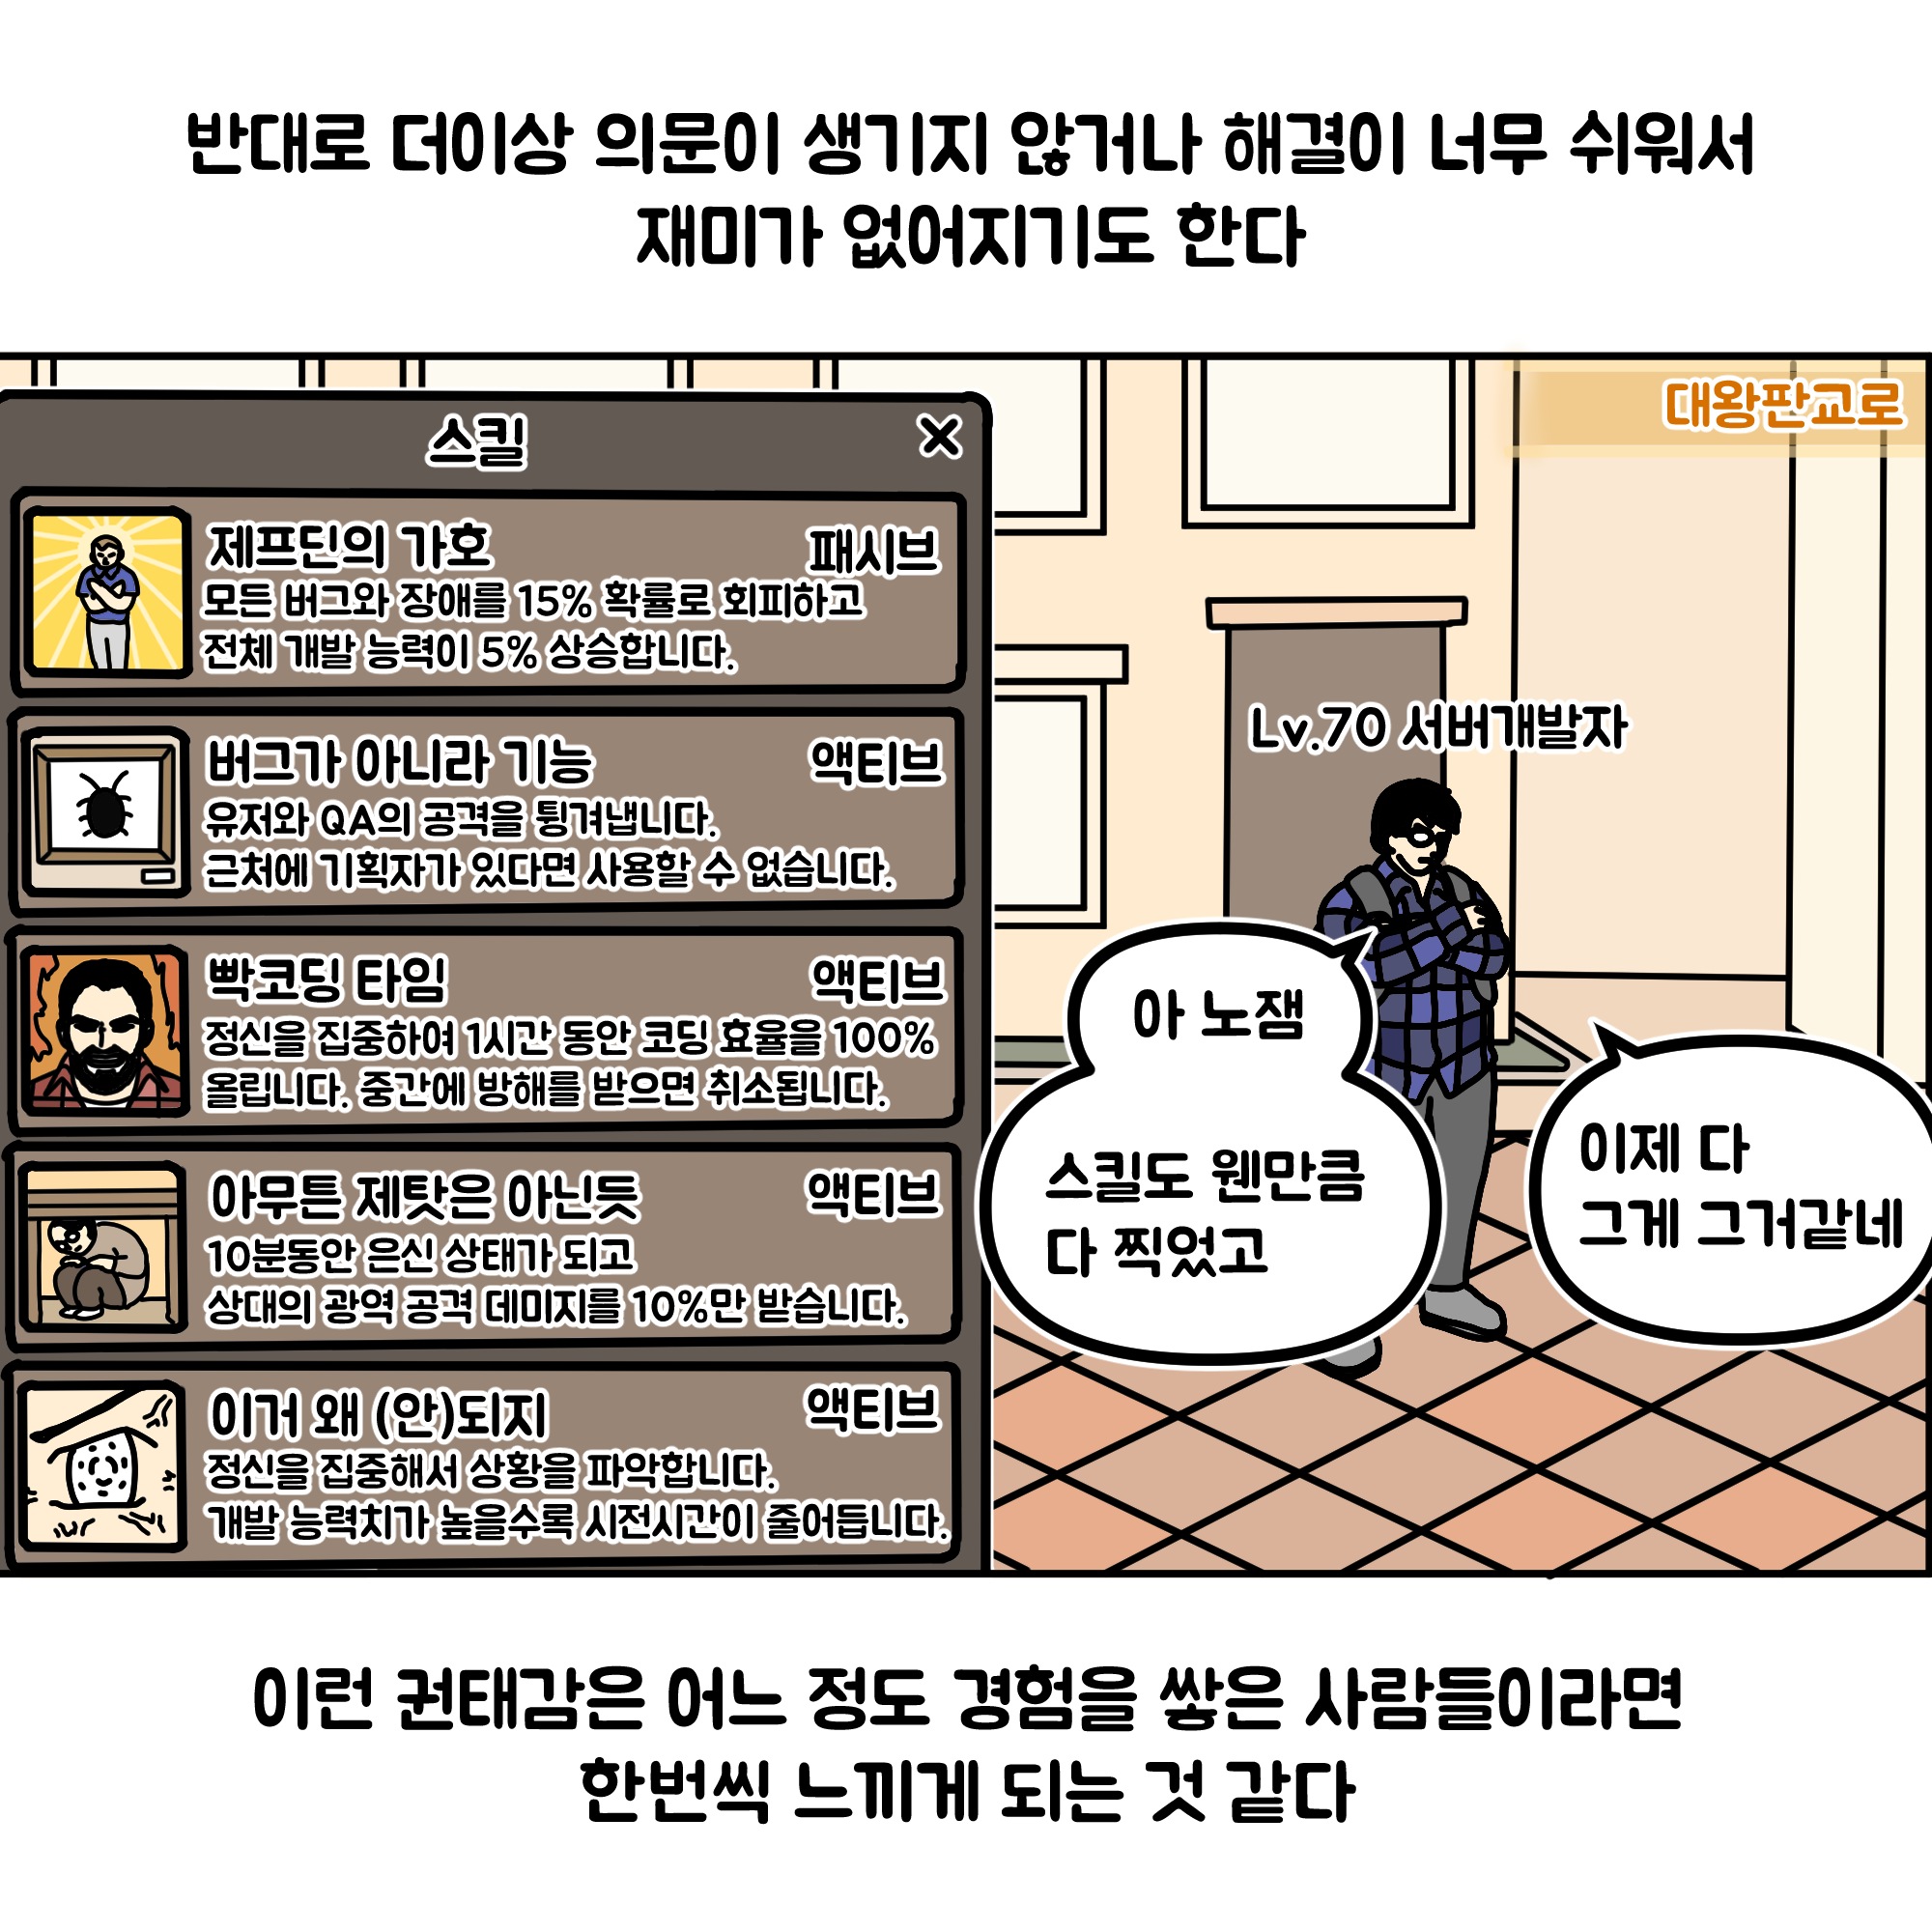 반대로 더이상 의문이 생기지 않거나 해결이 너무 쉬워서
재미가 없어지기도 한다
대왕판교로
스킬
제프딘의 가호
패시브
모든 버그와 장애를 15% 확률로 회피하고
전체 개발 능력이 5% 상승합니다.
버그가 아니라 기능
액티브
유저와 QA의 공격을 튕겨냅니다.
근처에 기획자가 있다면 사용할 수 없습니다.
빡코딩 타임
액티브
정신을 집중하여 1시간 동안 코딩 효율을 100%
올립니다. 중간에 방해를 받으면 취소됩니다.
아무튼 제탓은 아닌듯
액티브
10분동안 은신 상태가 되고
상대의 광역 공격 데미지를 10%만 받습니다.
이거 왜 (안)되지
액티브
정신을 집중해서 상황을 파악합니다.
개발 능력치가 높을수록 시전시간이 줄어듭니다.
Lv.70 서버개발자
아 노잼
스킬도 웬만큼
다 찍었고
이제 다
그게 그거같네
이런 권태감은 어느 정도 경험을 쌓은 사람들이라면
한번씩 느끼게 되는 것 같다